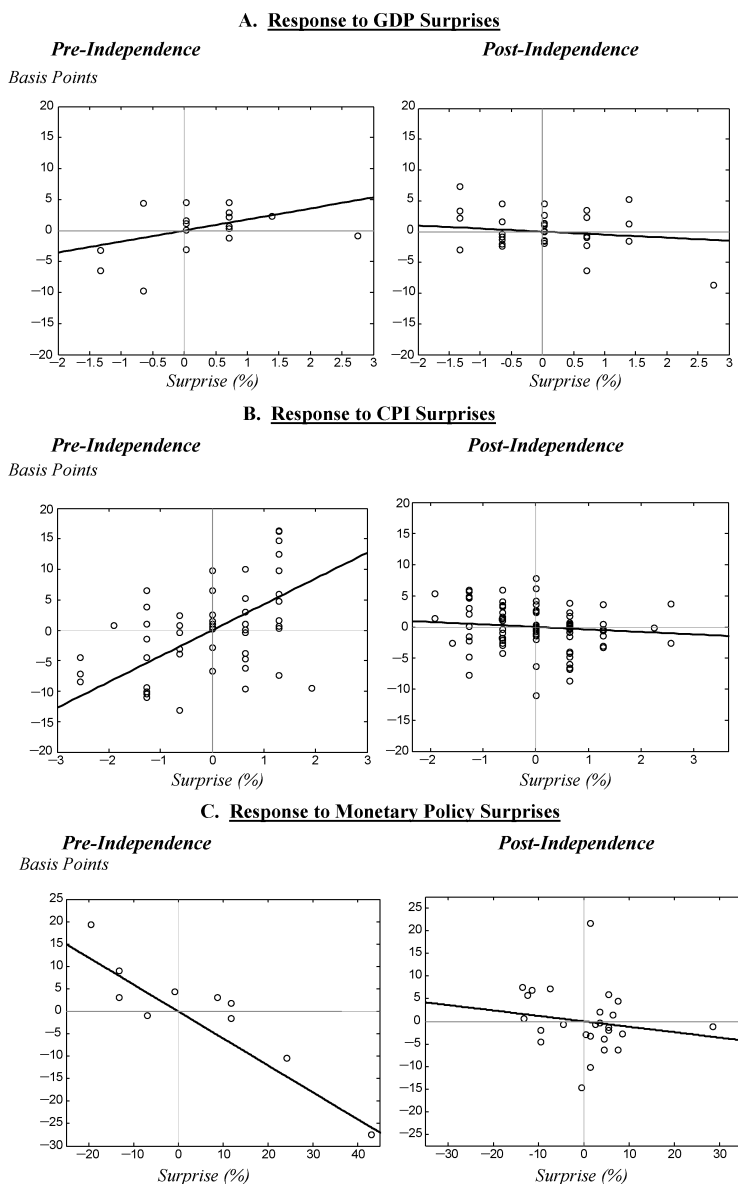 A. Response to GDP Surprises
Pre-Independence Post-Independence
Basis Points
20 20
15 15
10 10
5 5
0 0
−5 −5
−10 −10
−15 −15
−20 −20
−2 −1.5 −1 −0.5 0 0.5 1 1.5 2 2.5 3 −2 −1.5 −1 −0.5 0 0.5 1 1.5 2 2.5 3
Surprise (%) Surprise (%)
B. Response to CPI Surprises
Pre-Independence Post-Independence
Basis Points
20 20
15 15
10 10
5 5
0 0
−5 −5
−10 −10
−15 −15
−20 −20
−3 −2 −1 0 1 2 3 −2 −1 0 1 2 3
Surprise (%) Surprise (%)
C. Response to Monetary Policy Surprises
Pre-Independence Post-Independence
Basis Points
25 25
20 20
15 15
10 10
5 5
0 0
−5 −5
−10 −10
−15 −15
−20 −20
−25 −25
−30
−20 −10 0 10 20 30 40 −30 −20 −10 0 10 20 30
Surprise (%) Surprise (%)